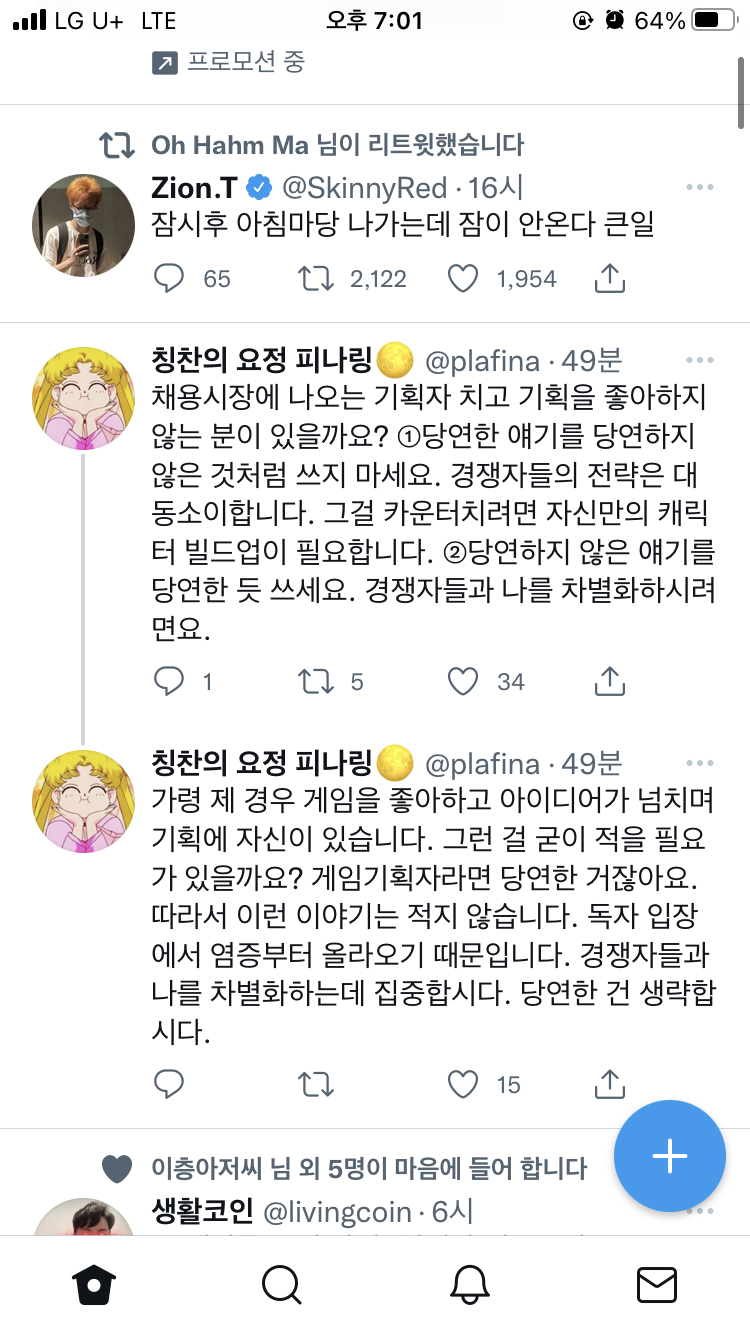 LG U+ LTE 오후 7:01 64%
프로모션 중
Oh Hahm Ma 님이 리트윗했습니다
Zion.T @SkinnyRed · 16시
잠시후 아침마당 나가는데 잠이 안온다 큰일
65 2,122 1,954
칭찬의 요정 피나링🌕 @plafina · 49분
채용시장에 나오는 기획자 치고 기획을 좋아하지
않는 분이 있을까요? ①당연한 얘기를 당연하지
않은 것처럼 쓰지 마세요. 경쟁자들의 전략은 대
동소이합니다. 그걸 카운터치려면 자신만의 캐릭
터 빌드업이 필요합니다. ②당연하지 않은 얘기를
당연한 듯 쓰세요. 경쟁자들과 나를 차별화하시려
면요.
1 5 34
칭찬의 요정 피나링🌕 @plafina · 49분
가령 제 경우 게임을 좋아하고 아이디어가 넘치며
기획에 자신이 있습니다. 그런 걸 굳이 적을 필요
가 있을까요? 게임기획자라면 당연한 거잖아요.
따라서 이런 이야기는 적지 않습니다. 독자 입장
에서 염증부터 올라오기 때문입니다. 경쟁자들과
나를 차별화하는데 집중합시다. 당연한 건 생략합
시다.
15
이층아저씨 님 외 5명이 마음에 들어 합니다
생활코인 @livingcoin · 6시